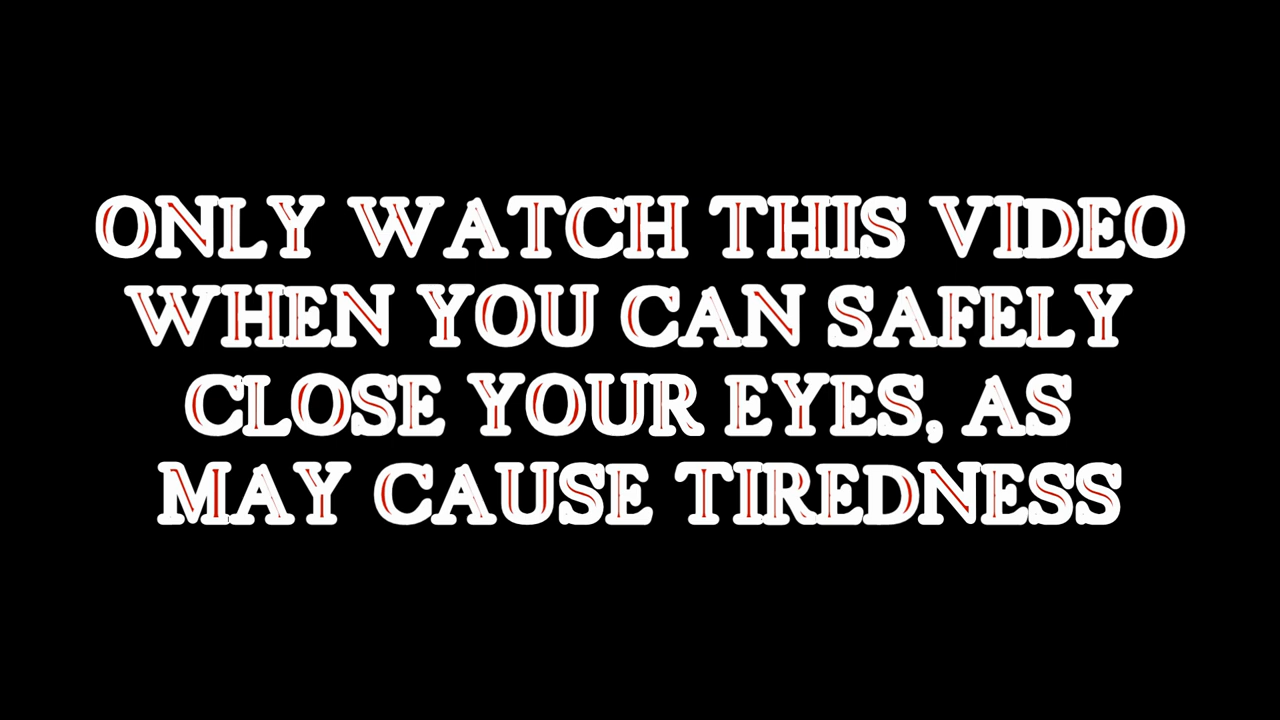 ONLY WATCH THIS VIDEO
WHEN YOU CAN SAFELY
CLOSE YOUR EYES, AS
MAY CAUSE TIREDNESS